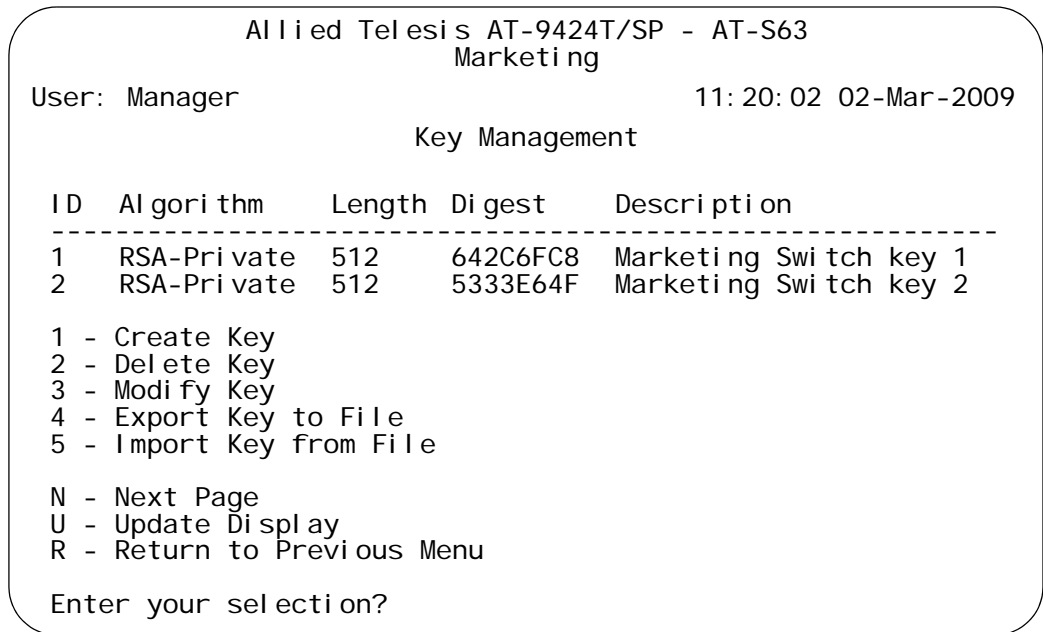 Allied Telesis AT-9424T/SP - AT-S63
Marketing
User: Manager 11:20:02 02-Mar-2009
Key Management
ID Algorithm Length Digest Description
------------------------------------------------------------
1 RSA-Private 512 642C6FC8 Marketing Switch key 1
2 RSA-Private 512 5333E64F Marketing Switch key 2
1 - Create Key
2 - Delete Key
3 - Modify Key
4 - Export Key to File
5 - Import Key from File
N - Next Page
U - Update Display
R - Return to Previous Menu
Enter your selection?